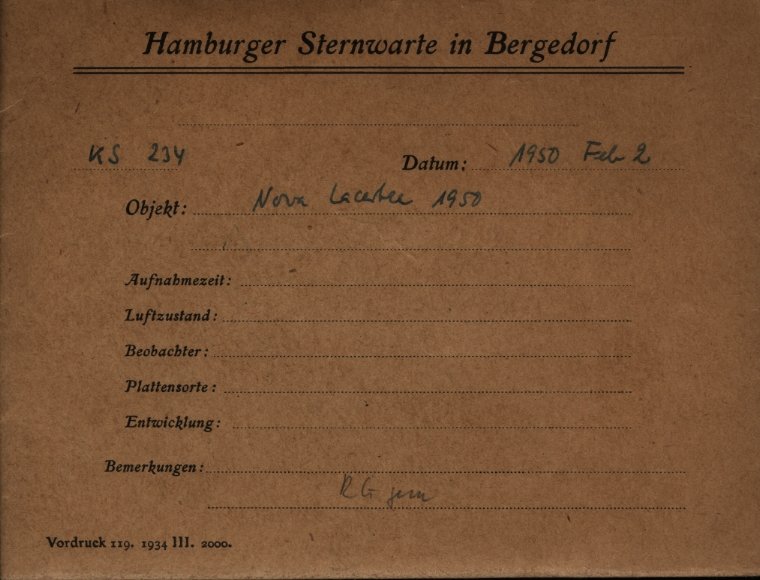 Hamburger Sternwarte in Bergedorf
KS 234 Datum: 1950 Feb 2
Objekt: Nova Lacertae 1950
Aufnahmezeit:
Luftzustand:
Beobachter:
Plattensorte:
Entwicklung:
Bemerkungen:
RG
Vordruck 119. 1934 III. 2000.